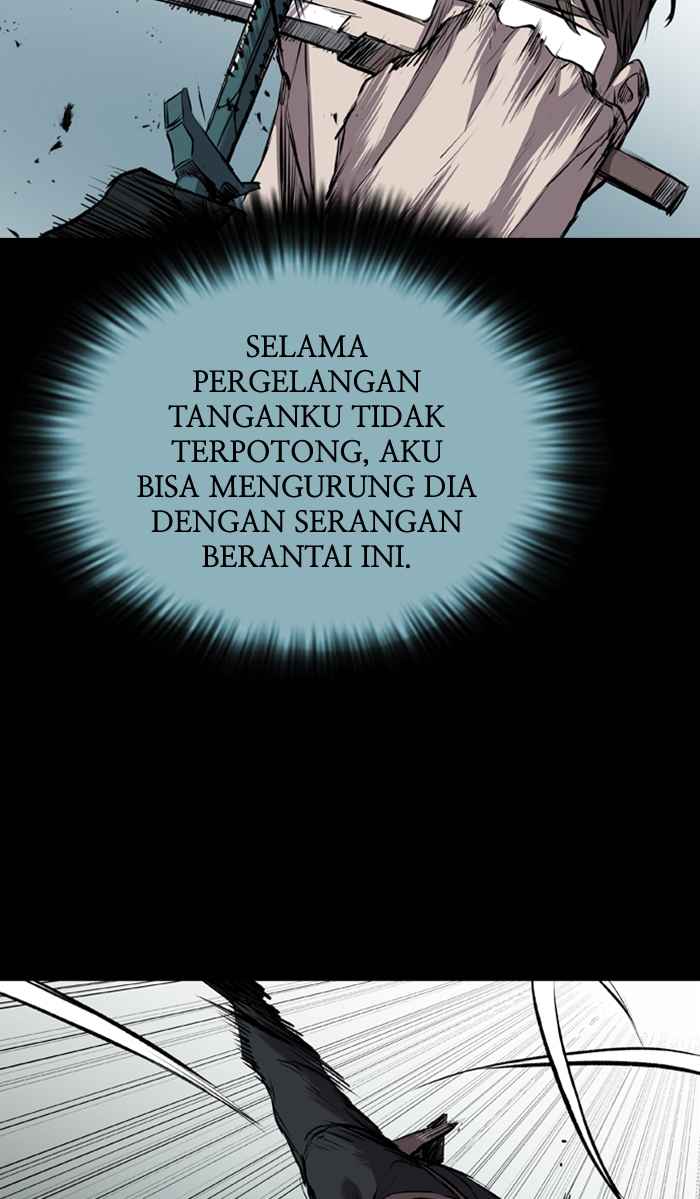 SELAMA
PERGELANGAN
TANGANKU TIDAK
TERPOTONG, AKU
BISA MENGURUNG DIA
DENGAN SERANGAN
BERANTAI INI.